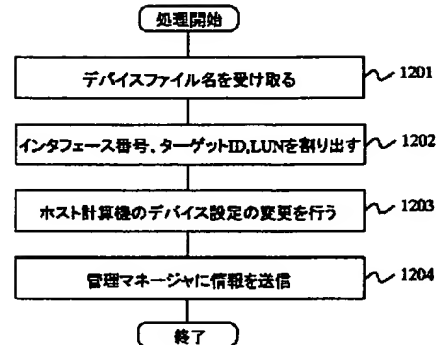 処理開始
デバイスファイル名を受け取る
1201
インタフェース番号、ターゲットID,LUNを割り出す
1202
ホスト計算機のデバイス設定の変更を行う
1203
管理マネージャに情報を送信
1204
終了